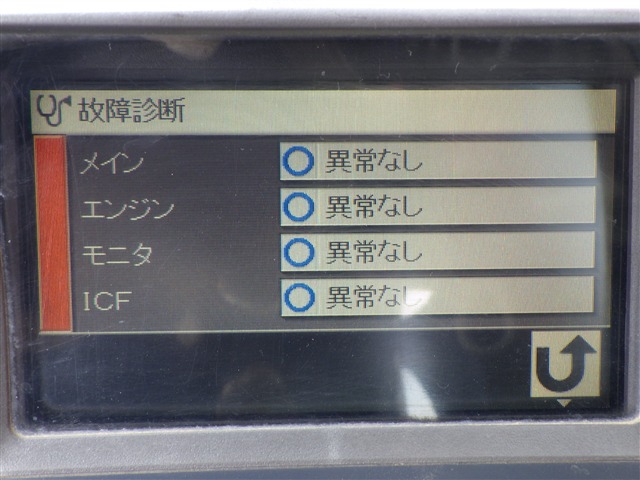 故障診断
メイン 異常なし
エンジン 異常なし
モニタ 異常なし
ICF 異常なし